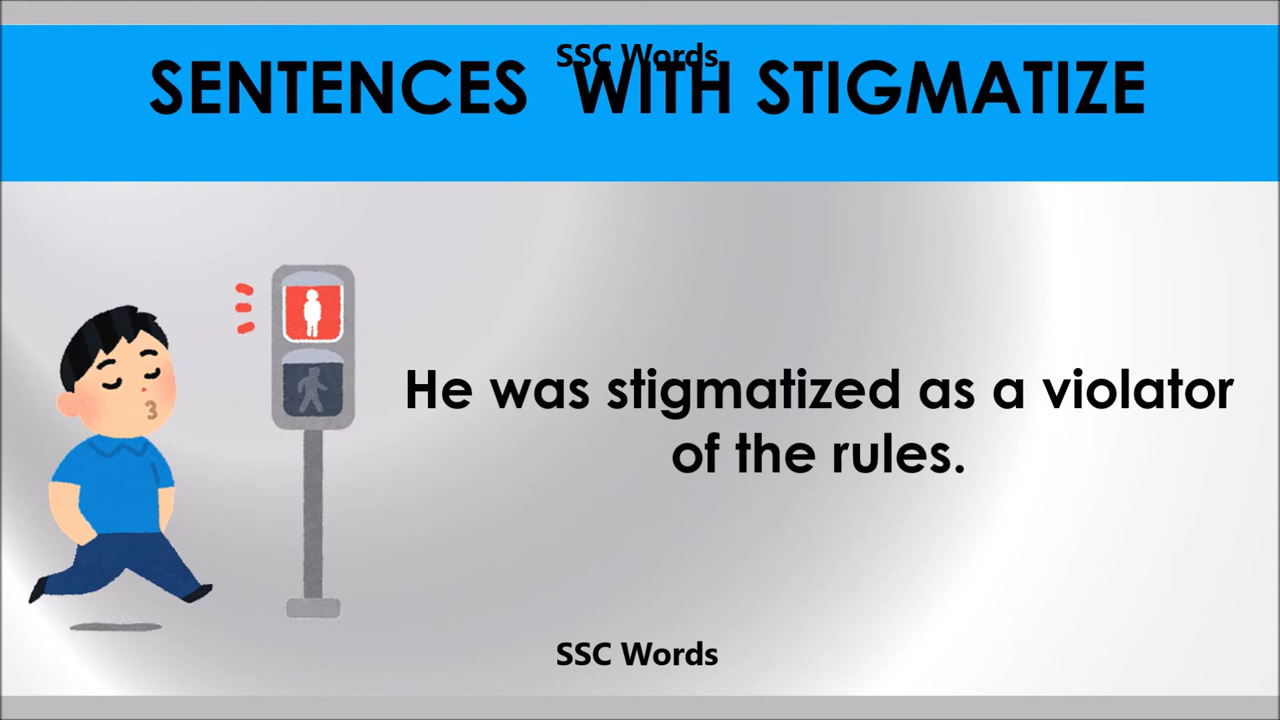 SSC Words
SENTENCES WITH STIGMATIZE
He was stigmatized as a violator
of the rules.
SSC Words